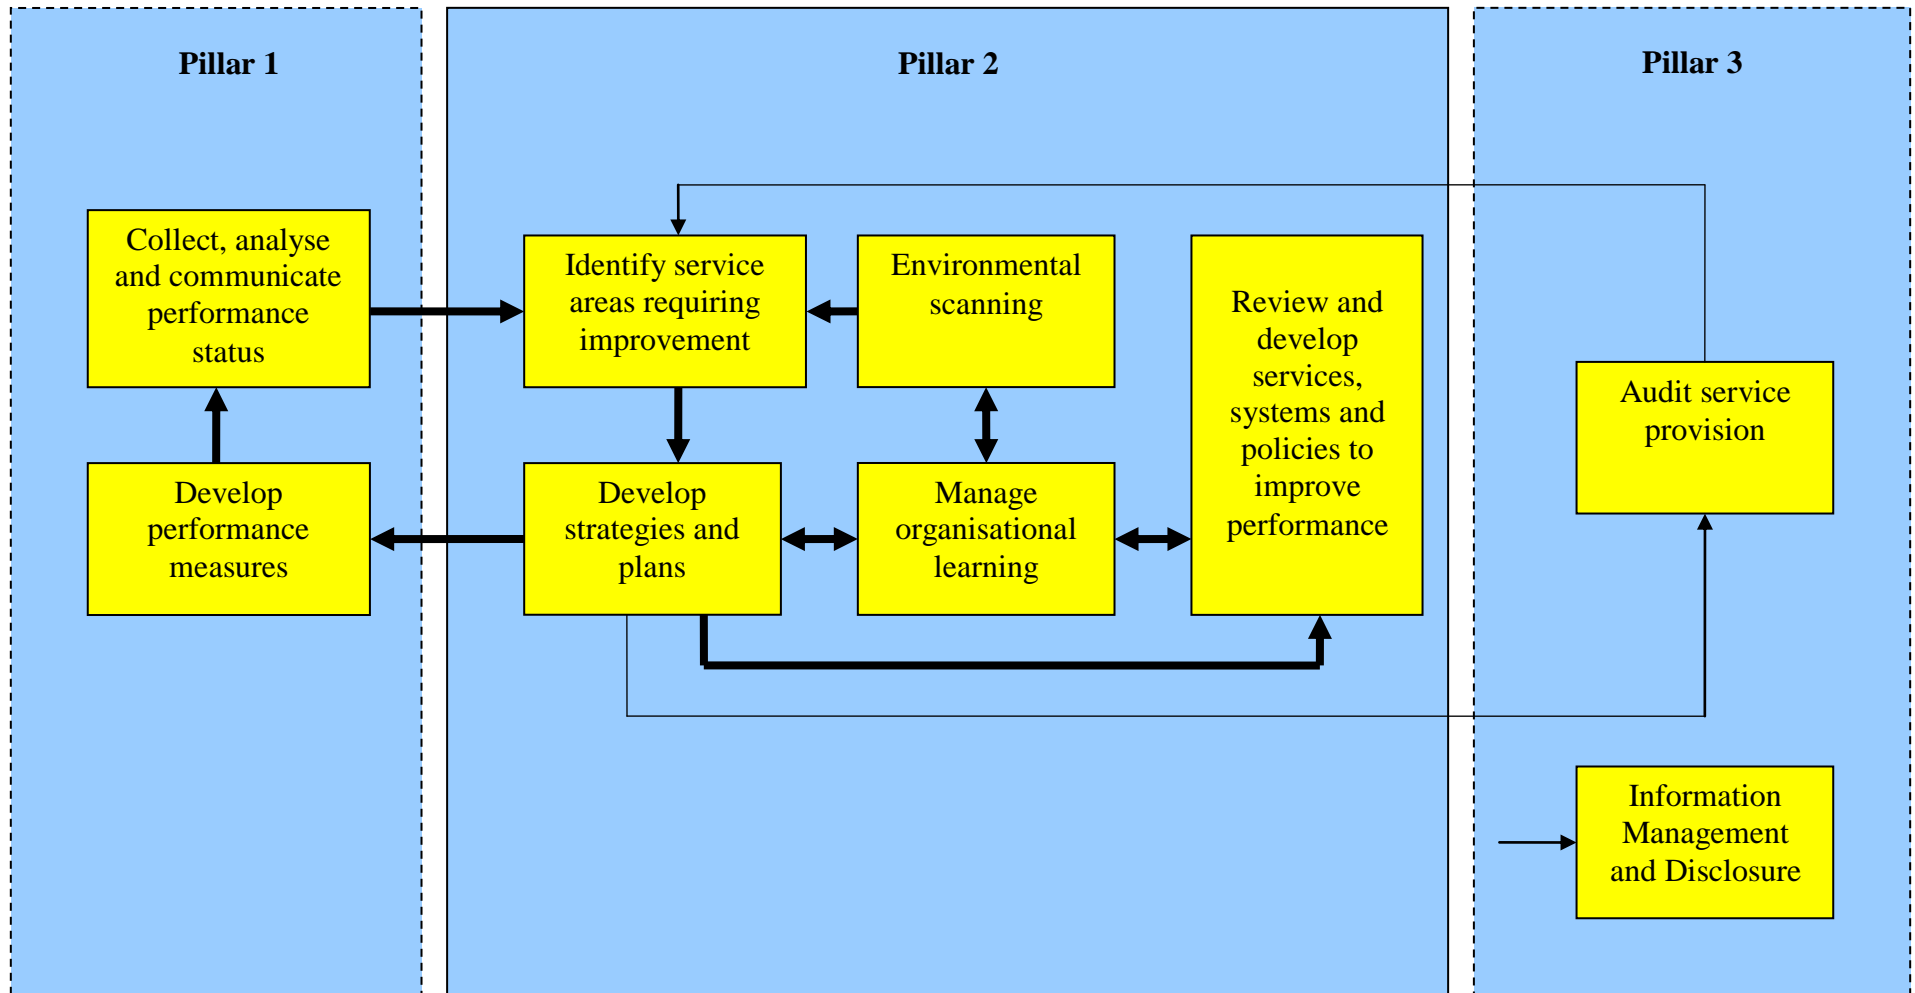 Pillar 1
Pillar 2
Pillar 3
Collect, analyse
and communicate
performance
status
Identify service
areas requiring
improvement
Environmental
scanning
Review and
develop
services,
systems and
policies to
improve
performance
Audit service
provision
Develop
performance
measures
Develop
strategies and
plans
Manage
organisational
learning
Information
Management
and Disclosure